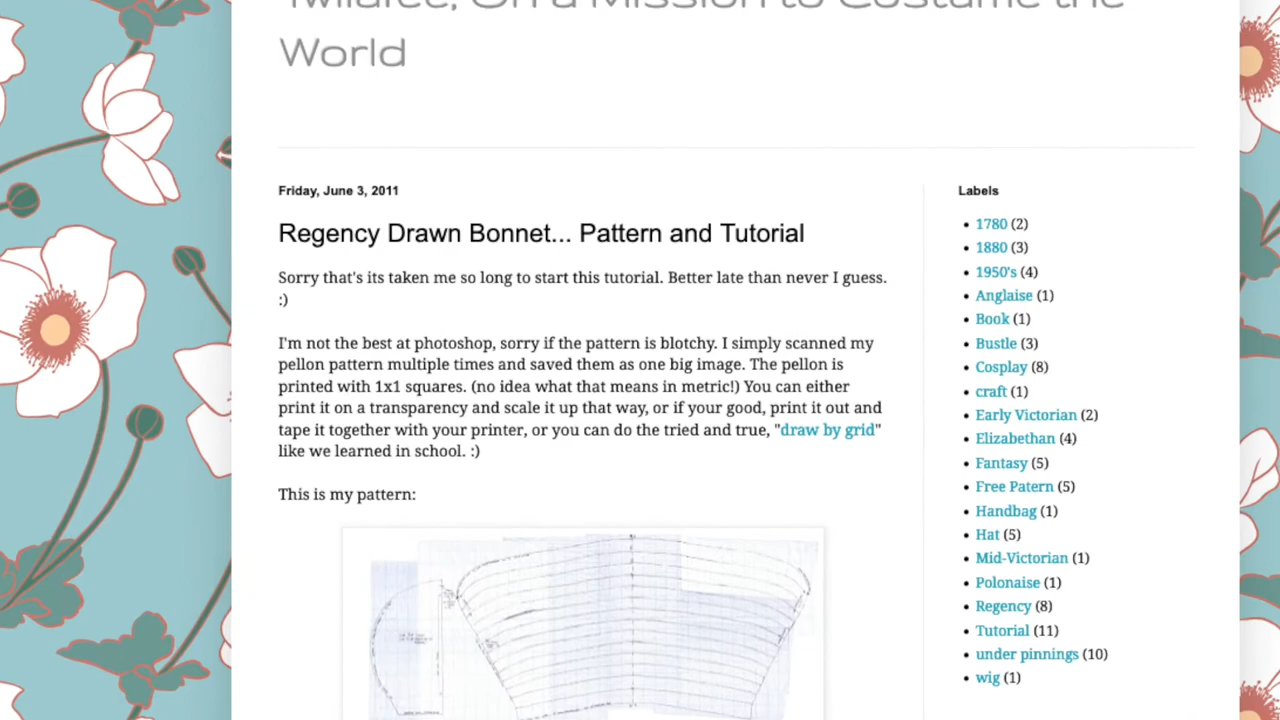 Twilaree, On a Mission to Costume the
World
Friday, June 3, 2011
Regency Drawn Bonnet... Pattern and Tutorial
Sorry that's its taken me so long to start this tutorial. Better late than never I guess.
:)
I'm not the best at photoshop, sorry if the pattern is blotchy. I simply scanned my
pellon pattern multiple times and saved them as one big image. The pellon is
printed with 1x1 squares. (no idea what that means in metric!) You can either
print it on a transparency and scale it up that way, or if your good, print it out and
tape it together with your printer, or you can do the tried and true, "draw by grid"
like we learned in school. :)
This is my pattern:
Labels
1780 (2)
1880 (3)
1950's (4)
Anglaise (1)
Book (1)
Bustle (3)
Cosplay (8)
craft (1)
Early Victorian (2)
Elizabethan (4)
Fantasy (5)
Free Patern (5)
Handbag (1)
Hat (5)
Mid-Victorian (1)
Polonaise (1)
Regency (8)
Tutorial (11)
under pinnings (10)
wig (1)